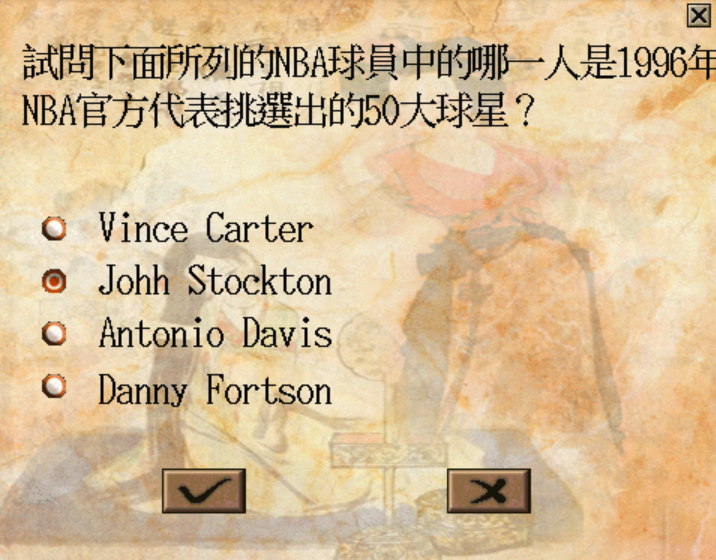 試問下面所列的NBA球員中的哪一人是1996年
NBA官方代表挑選出的50大球星？
Vince Carter
Johh Stockton
Antonio Davis
Danny Fortson